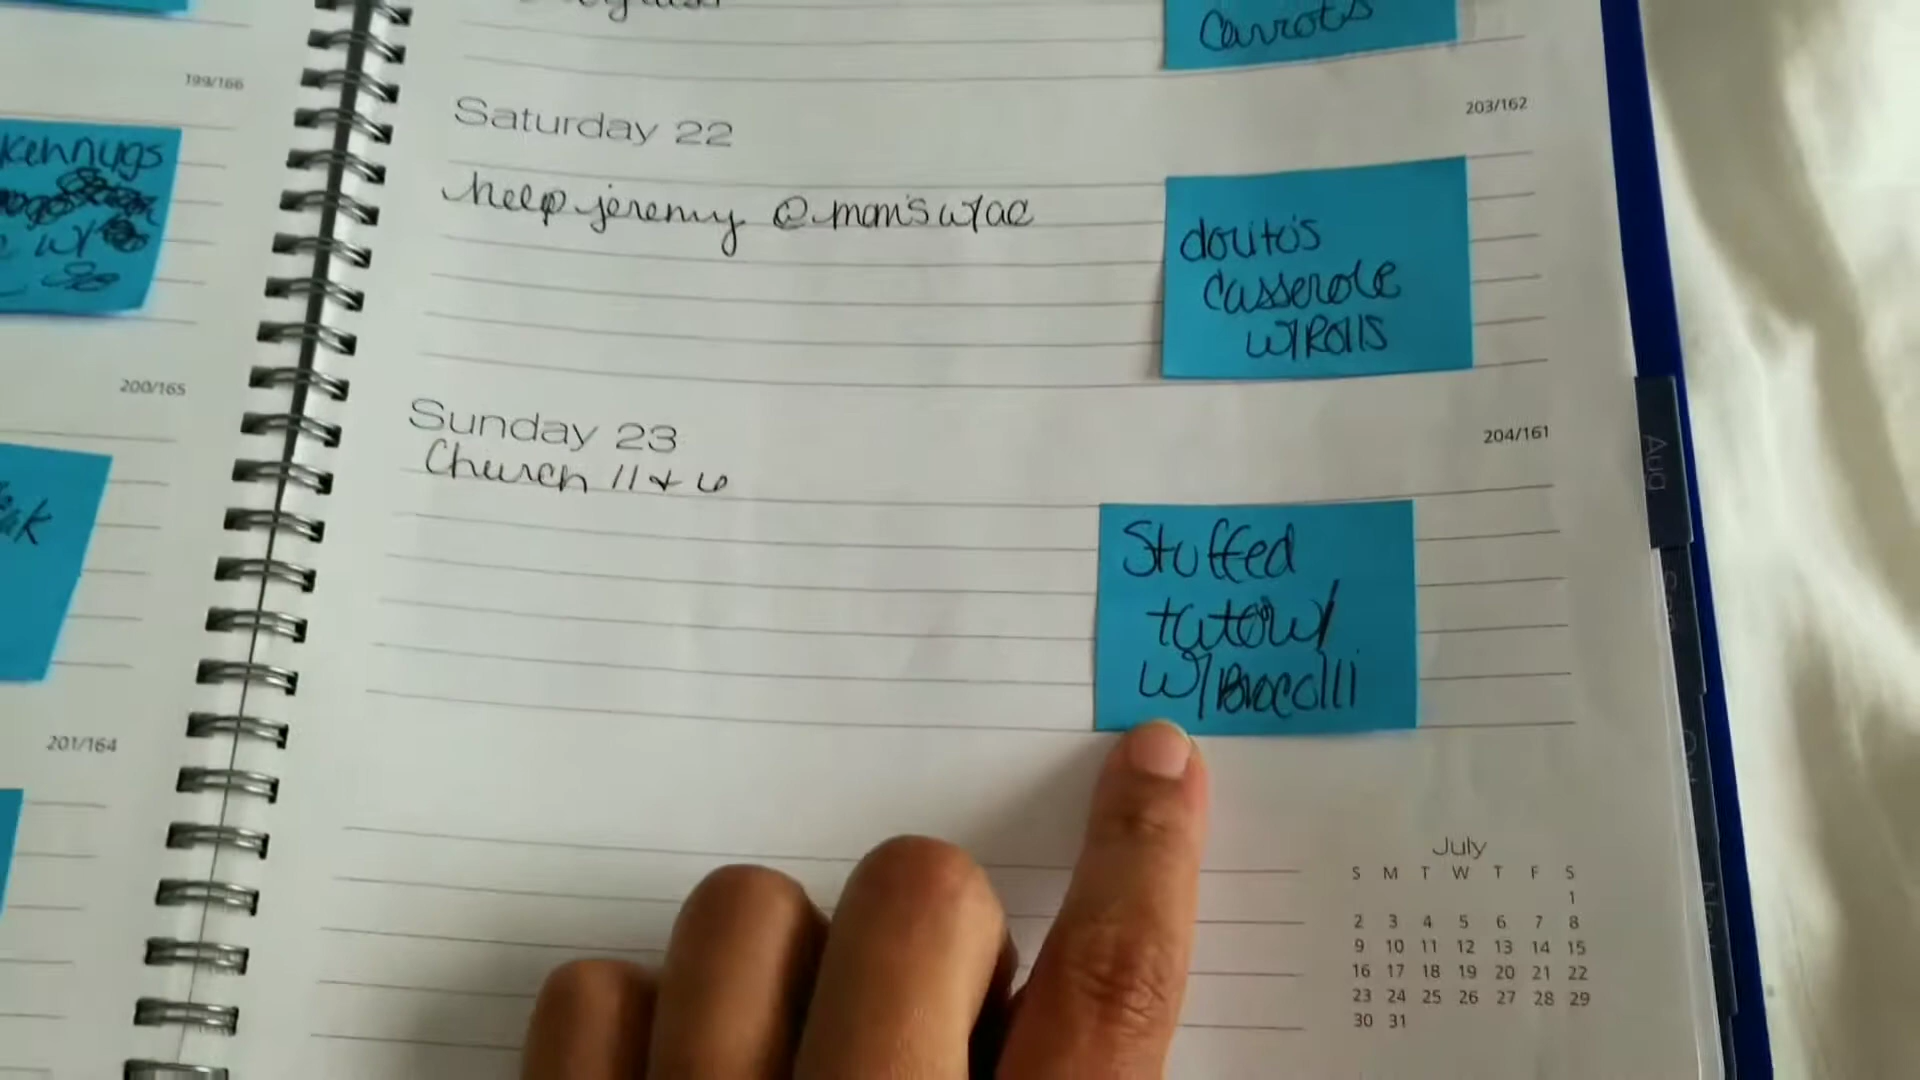 Carrots
199/166
Saturday 22
203/162
kennugs
w/
help jeremy @ mom's w/ ac
dorito's
casserole
w/Rolls
200/165
Sunday 23
204/161
Church 11 & 6
Stuffed
tatow/
w/Brocolli
201/164
Aug
July
S M T W T F S
1
2 3 4 5 6 7 8
9 10 11 12 13 14 15
16 17 18 19 20 21 22
23 24 25 26 27 28 29
30 31